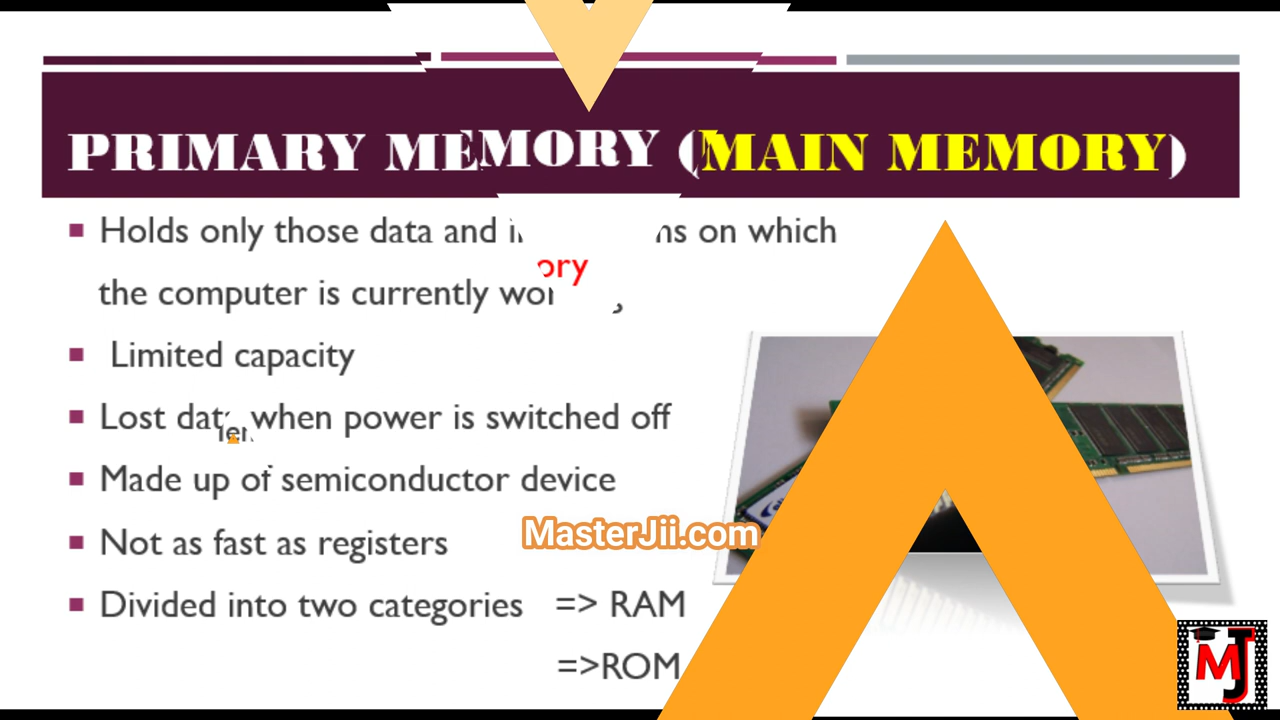 PRIMARY MEMORY (MAIN MEMORY)
Holds only those data and on which
ory
the computer is currently
Limited capacity
Lost when power is switched off
Made up of semiconductor device
Not as fast as registers
MasterJii.com
Divided into two categories => RAM
=>ROM
MJ